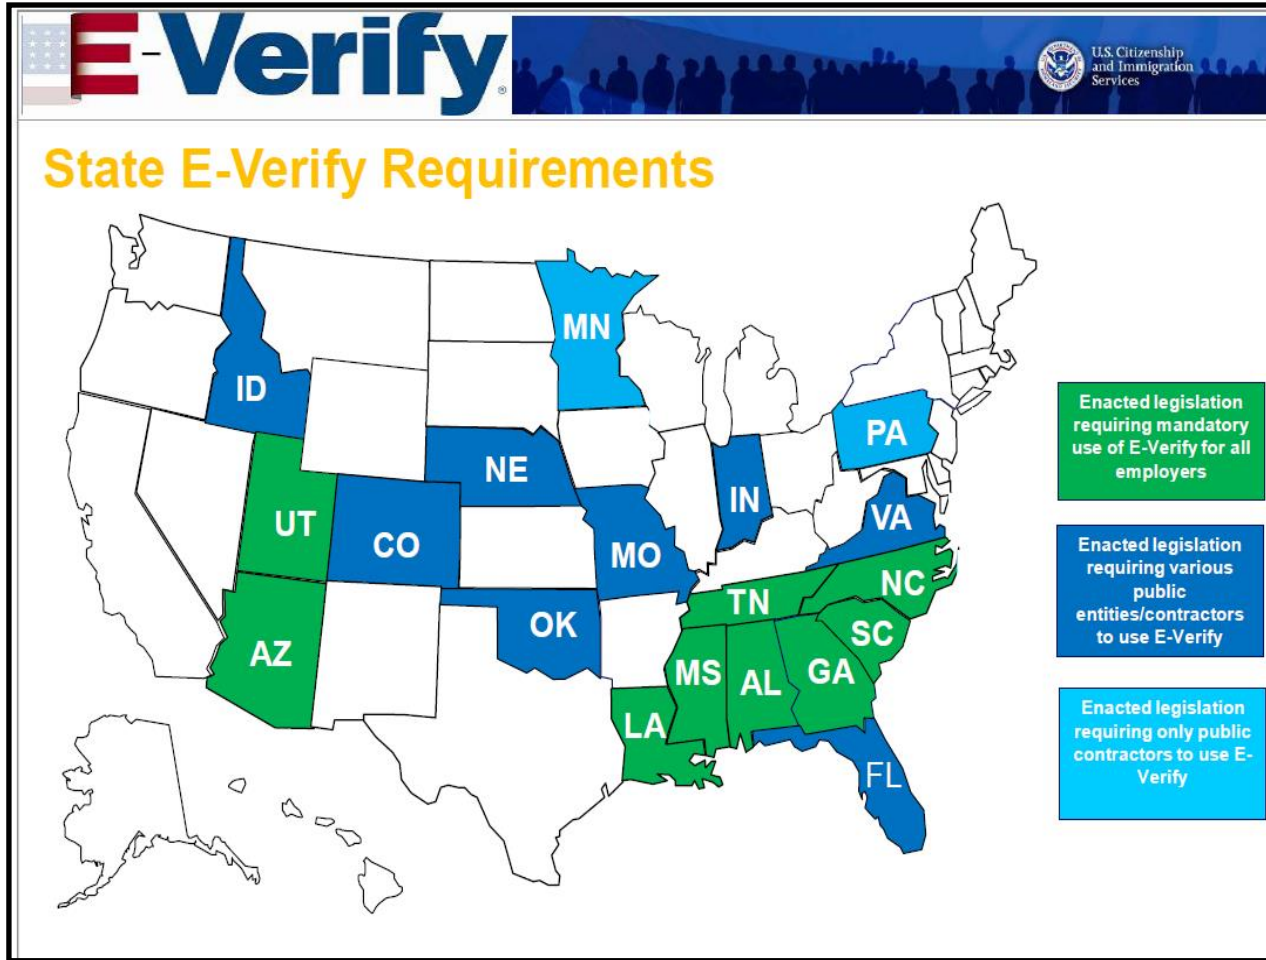 E-Verify®
U.S. Citizenship
and Immigration
Services
State E-Verify Requirements
MN
ID
PA
NE
IN
VA
UT
CO
MO
NC
TN
OK
SC
AZ
MS
AL
GA
LA
FL
Enacted legislation
requiring mandatory
use of E-Verify for all
employers
Enacted legislation
requiring various
public
entities/contractors
to use E-Verify
Enacted legislation
requiring only public
contractors to use E-
Verify